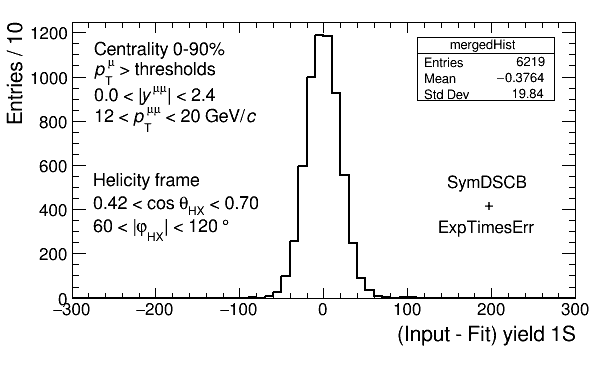 Entries / 10
1200
1000
800
600
400
200
0
Centrality 0-90%
p_T^μ > thresholds
0.0 < |y^μμ| < 2.4
12 < p_T^μμ < 20 GeV/c
Helicity frame
0.42 < cos θ_HX < 0.70
60 < |φ_HX| < 120 °
mergedHist
Entries 6219
Mean −0.3764
Std Dev 19.84
SymDSCB
+
ExpTimesErr
−300 −200 −100 0 100 200 300
(Input - Fit) yield 1S